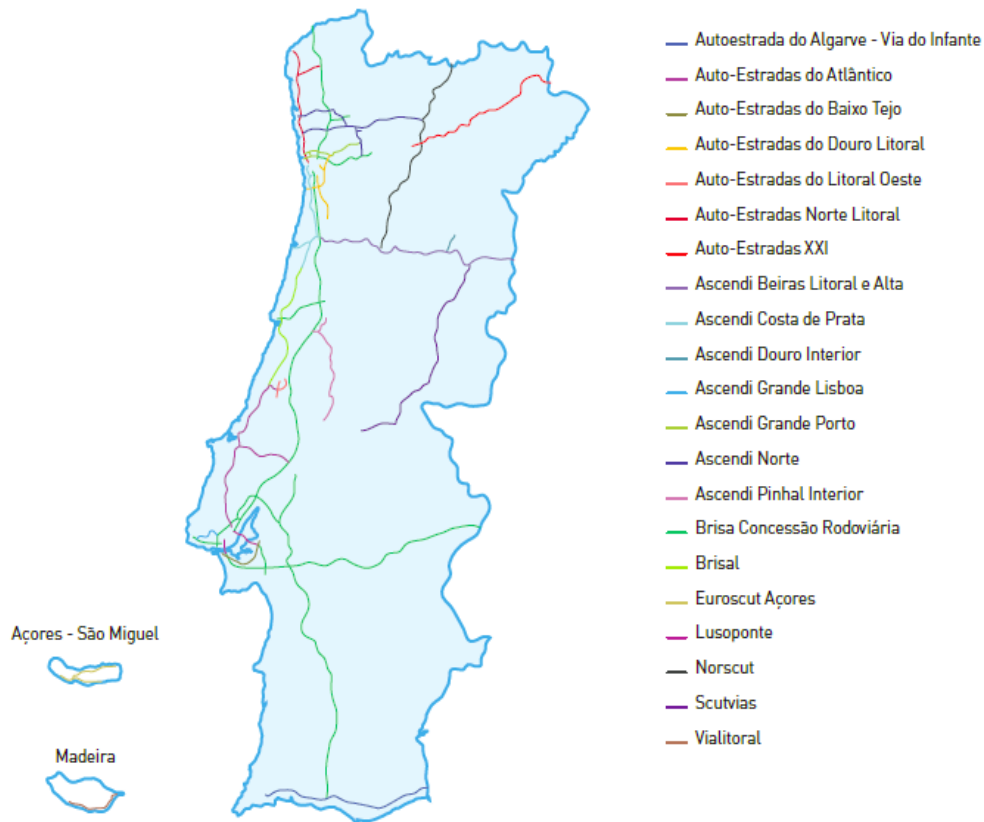 Autoestrada do Algarve - Via do Infante
Auto-Estradas do Atlântico
Auto-Estradas do Baixo Tejo
Auto-Estradas do Douro Litoral
Auto-Estradas do Litoral Oeste
Auto-Estradas Norte Litoral
Auto-Estradas XXI
Ascendi Beiras Litoral e Alta
Ascendi Costa de Prata
Ascendi Douro Interior
Ascendi Grande Lisboa
Ascendi Grande Porto
Ascendi Norte
Ascendi Pinhal Interior
Brisa Concessão Rodoviária
Brisal
Euroscut Açores
Lusoponte
Norscut
Scutvias
Vialitoral
Açores - São Miguel
Madeira